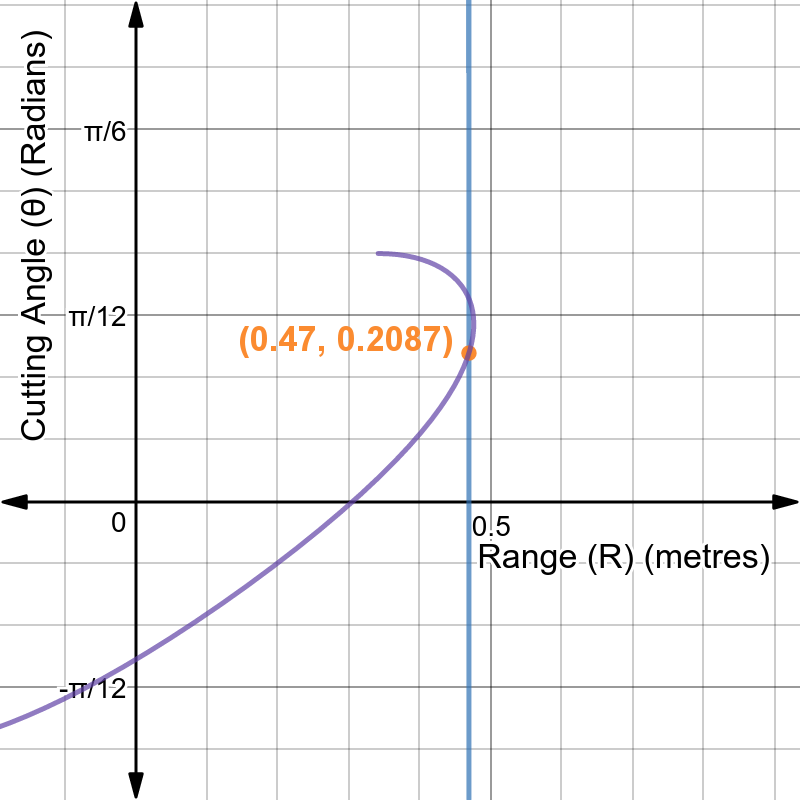 Cutting Angle (θ) (Radians)
π/6
π/12
(0.47, 0.2087)
0
0.5
Range (R) (metres)
-π/12